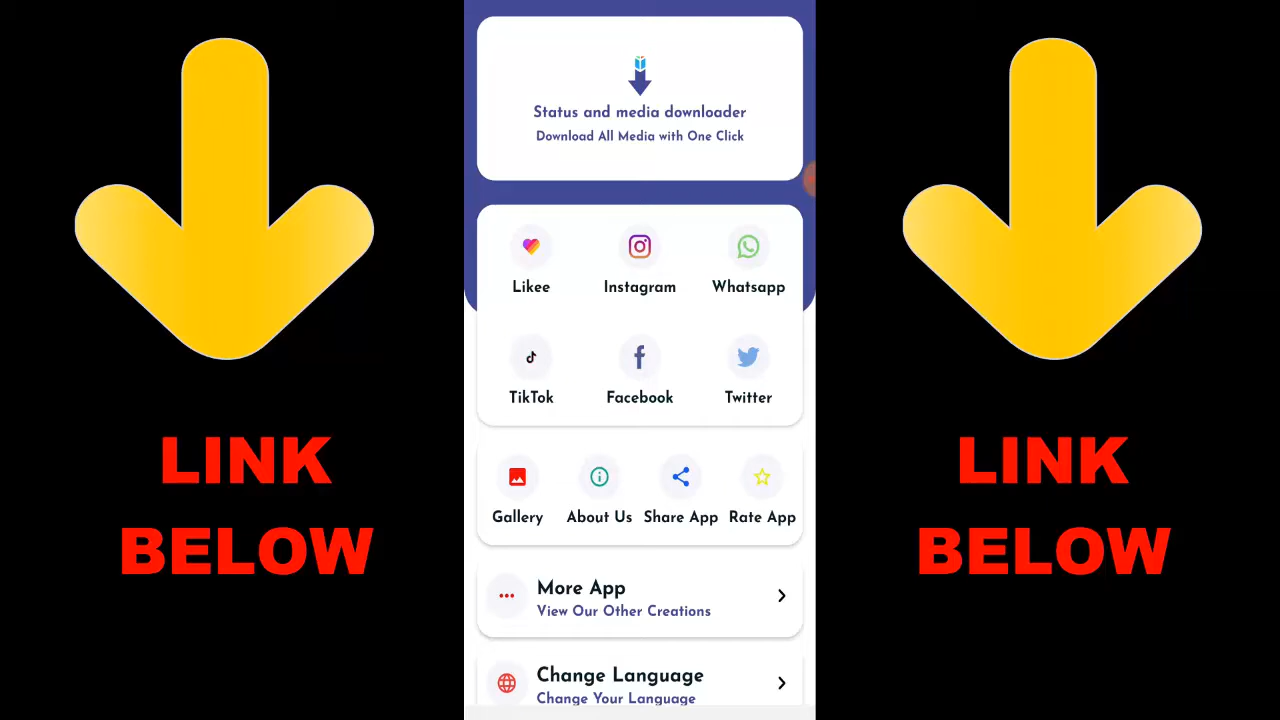 Status and media downloader
Download All Media with One Click
Likee Instagram Whatsapp
TikTok Facebook Twitter
Gallery About Us Share App Rate App
More App
View Our Other Creations
Change Language
Change Your Language
LINK
BELOW
LINK
BELOW